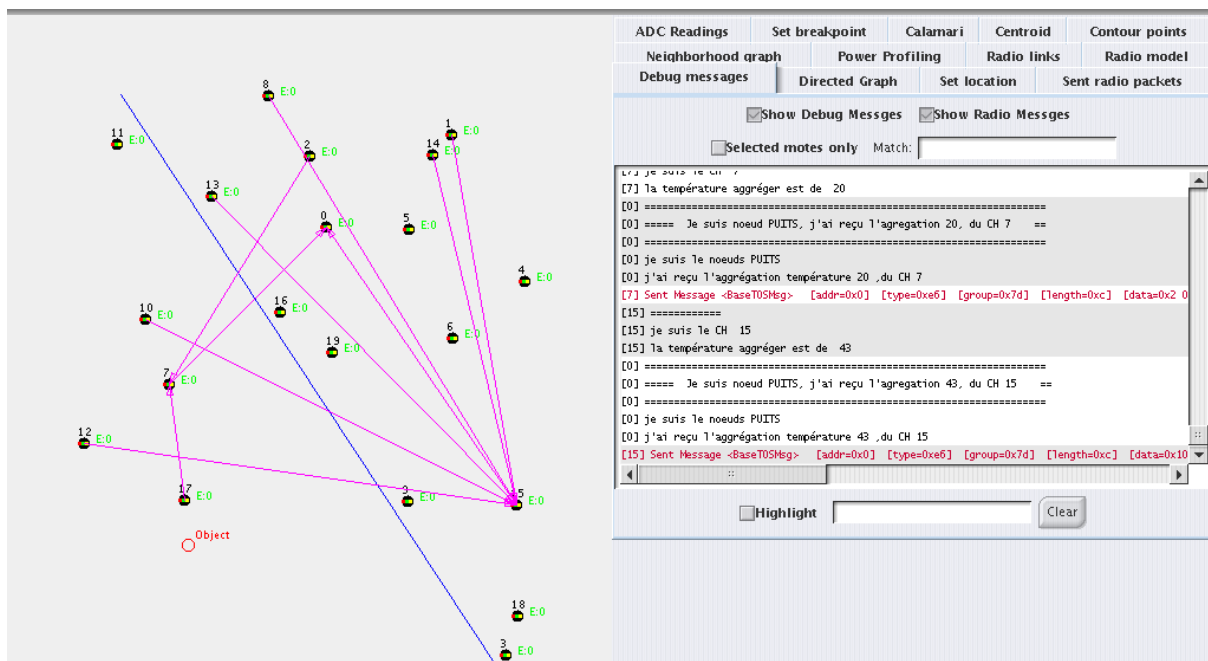 8 E:0
11 E:0
1 E:0
14 E:0
2 E:0
13 E:0
0 E:0
5 E:0
4 E:0
10 E:0
16 E:0
6 E:0
19 E:0
7 E:0
12 E:0
17 E:0
9 E:0
15 E:0
Object
18 E:0
3 E:0
ADC Readings Set breakpoint Calamari Centroid Contour points
Neighborhood graph Power Profiling Radio links Radio model
Debug messages Directed Graph Set location Sent radio packets
Show Debug Messges Show Radio Messges
Selected motes only Match:
[7] je suis le CH 7
[7] la température aggréger est de 20
[0] =================================================================
[0] ===== Je suis noeud PUITS, j'ai reçu l'agregation 20, du CH 7 ==
[0] =================================================================
[0] je suis le noeuds PUITS
[0] j'ai reçu l'aggrégation température 20 ,du CH 7
[7] Sent Message <BaseTOSMsg> [addr=0x0] [type=0xe6] [group=0x7d] [length=0xc] [data=0x2 0
[15] ============
[15] je suis le CH 15
[15] la température aggréger est de 43
[0] =================================================================
[0] ===== Je suis noeud PUITS, j'ai reçu l'agregation 43, du CH 15 ==
[0] =================================================================
[0] je suis le noeuds PUITS
[0] j'ai reçu l'aggrégation température 43 ,du CH 15
[15] Sent Message <BaseTOSMsg> [addr=0x0] [type=0xe6] [group=0x7d] [length=0xc] [data=0x10
Highlight Clear